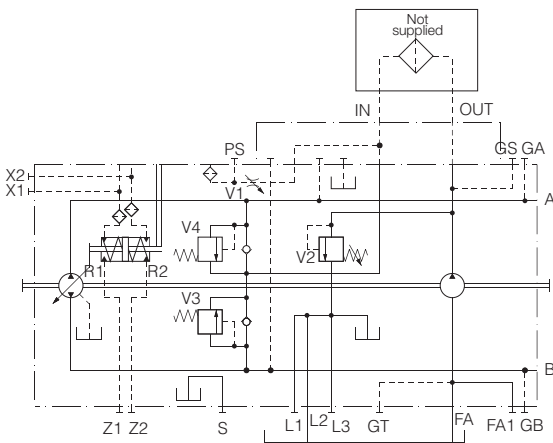 Not
supplied
IN OUT
PS GS GA
X2
X1
V1 A
V4
V2
R1 R2
V3
B
Z1 Z2 S L1 L2 L3 GT FA FA1 GB